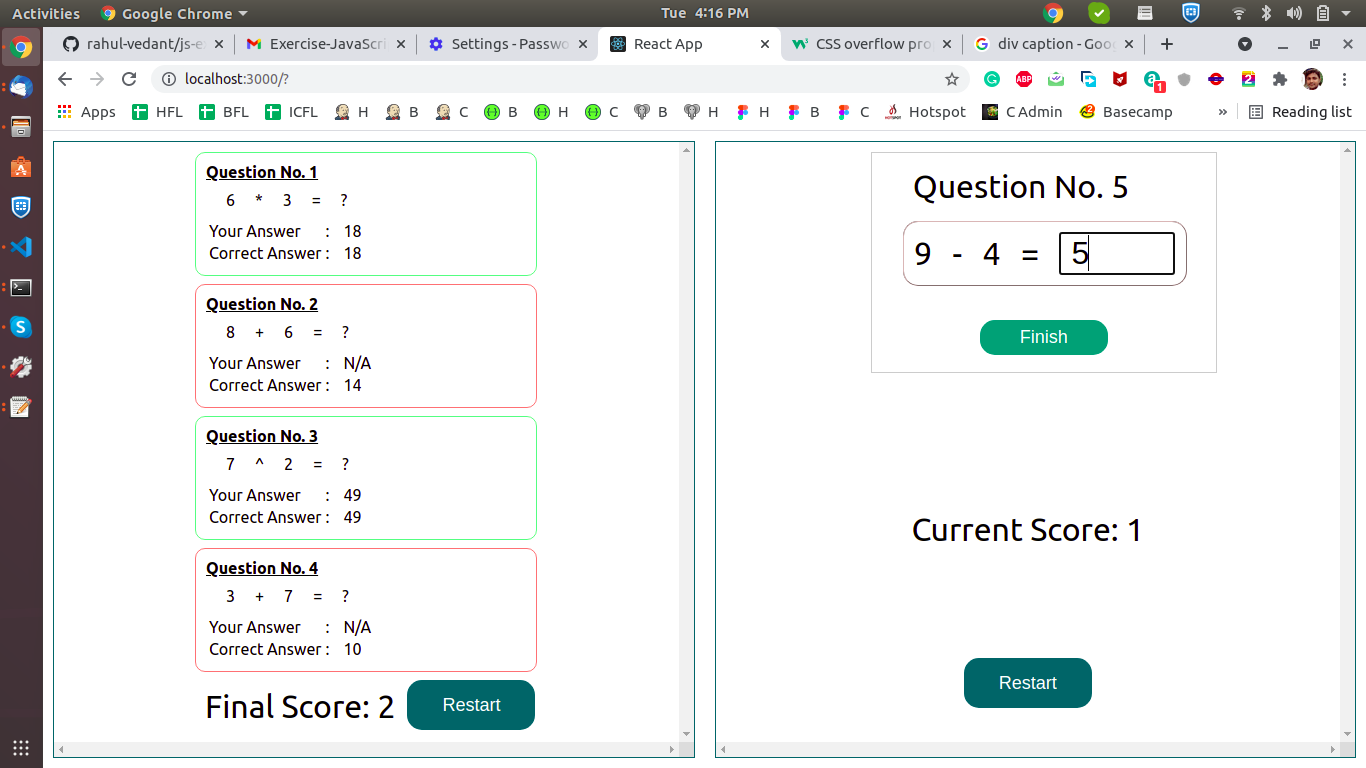 Activities Google Chrome Tue 4:16 PM
rahul-vedant/js-e Exercise-JavaScri Settings - Passwo React App CSS overflow pro div caption - Goog
localhost:3000/?
Apps HFL BFL ICFL H B C B H C B H H B C Hotspot C Admin Basecamp » Reading list
Question No. 1
6 * 3 = ?
Your Answer : 18
Correct Answer : 18
Question No. 2
8 + 6 = ?
Your Answer : N/A
Correct Answer : 14
Question No. 3
7 ^ 2 = ?
Your Answer : 49
Correct Answer : 49
Question No. 4
3 + 7 = ?
Your Answer : N/A
Correct Answer : 10
Final Score: 2 Restart
Question No. 5
9 - 4 = 5
Finish
Current Score: 1
Restart